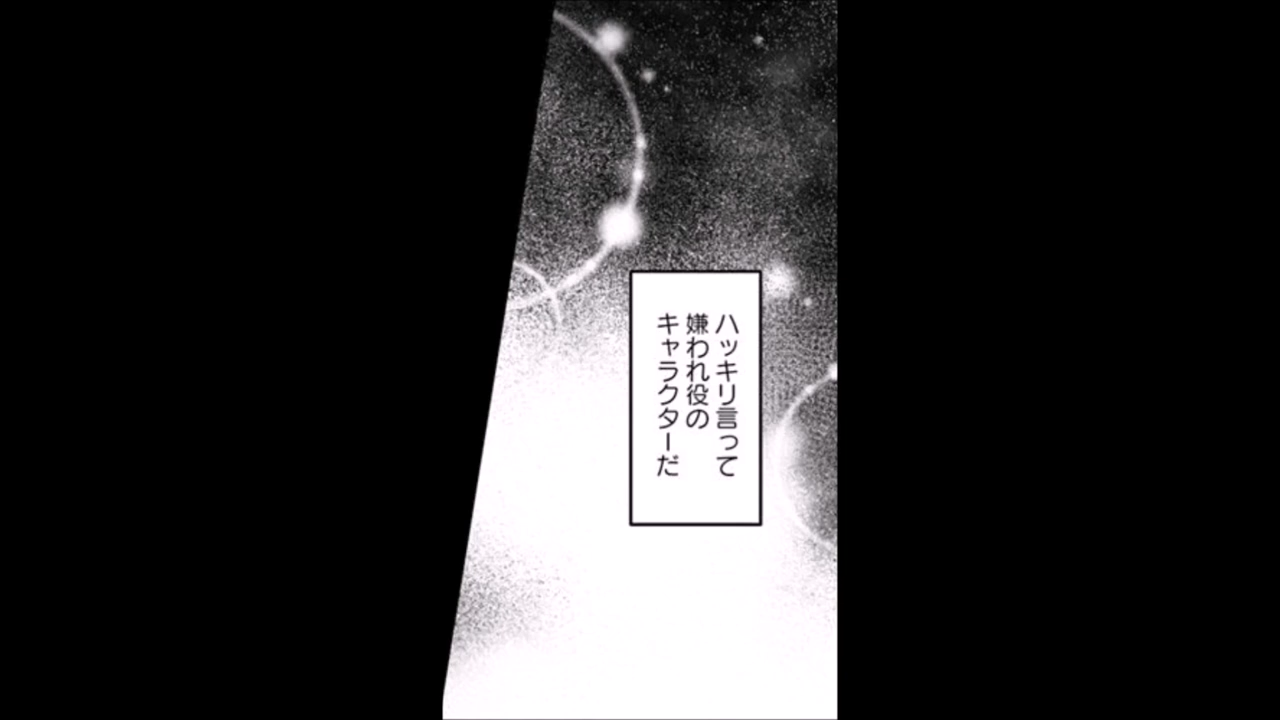 ハッキリ言って
嫌われ役の
キャラクターだ